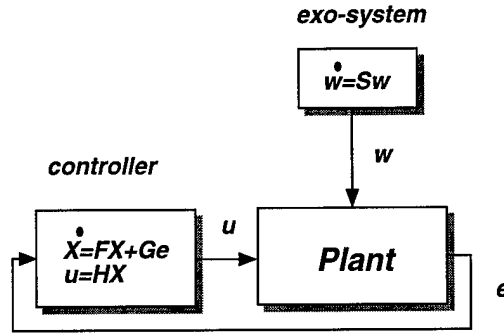 exo-system
ẇ=Sw
w
controller
Ẋ=FX+Ge
u=HX
u
Plant
e